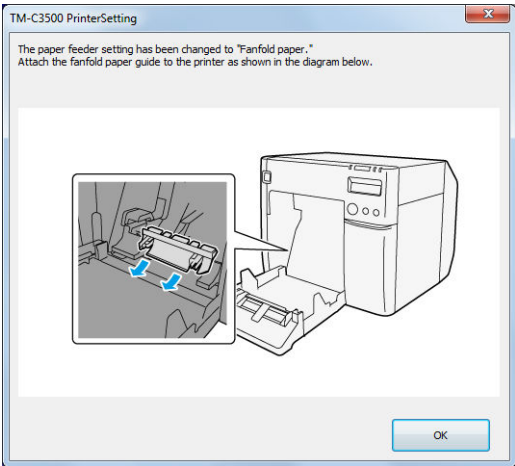 TM-C3500 PrinterSetting
The paper feeder setting has been changed to "Fanfold paper."
Attach the fanfold paper guide to the printer as shown in the diagram below.
OK